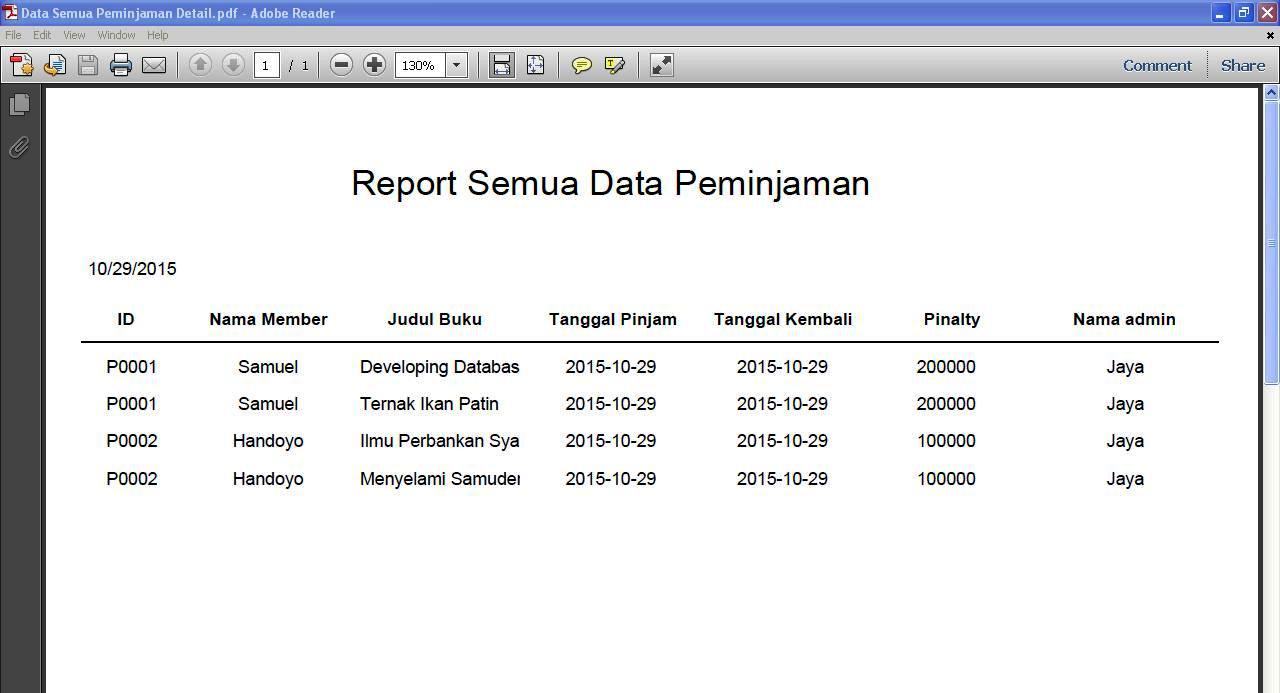 Data Semua Peminjaman Detail.pdf - Adobe Reader
File Edit View Window Help
1 / 1 130% Comment Share
Report Semua Data Peminjaman
10/29/2015
ID Nama Member Judul Buku Tanggal Pinjam Tanggal Kembali Pinalty Nama admin
P0001 Samuel Developing Databas 2015-10-29 2015-10-29 200000 Jaya
P0001 Samuel Ternak Ikan Patin 2015-10-29 2015-10-29 200000 Jaya
P0002 Handoyo Ilmu Perbankan Sya 2015-10-29 2015-10-29 100000 Jaya
P0002 Handoyo Menyelami Samuder 2015-10-29 2015-10-29 100000 Jaya